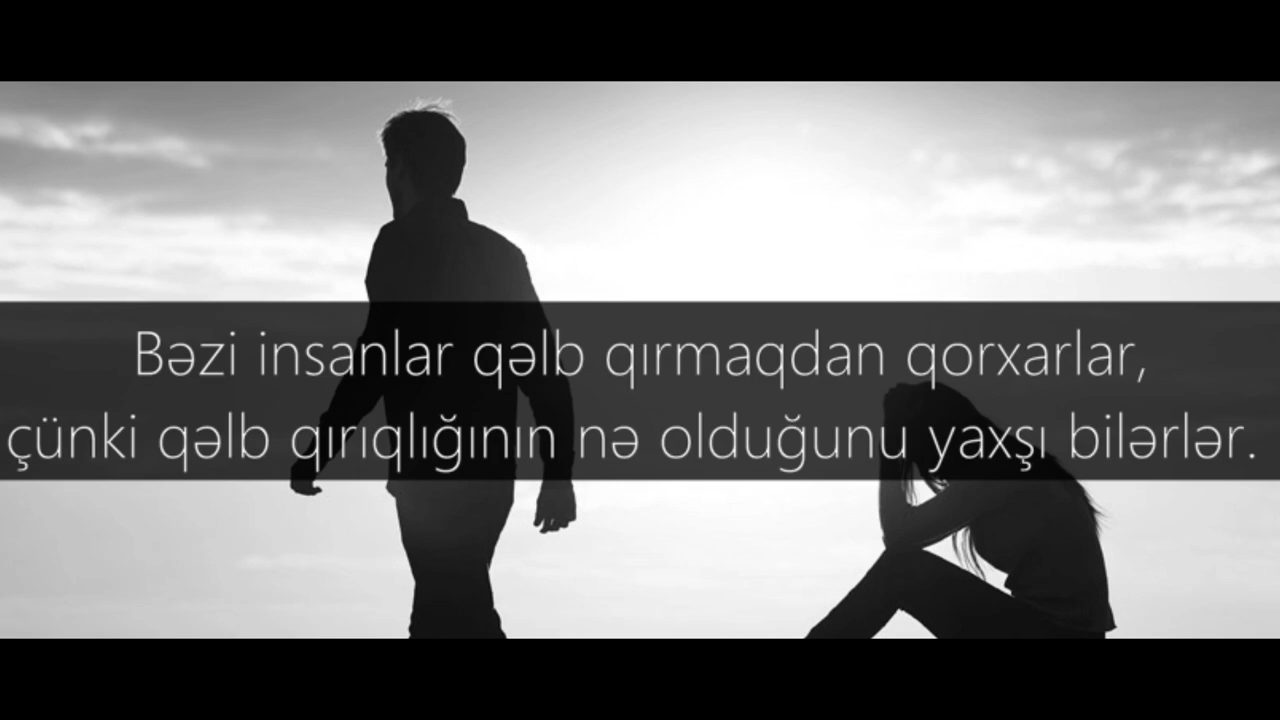 Bəzi insanlar qəlb qırmaqdan qorxarlar,
çünki qəlb qırıqlığının nə olduğunu yaxşı bilərlər.